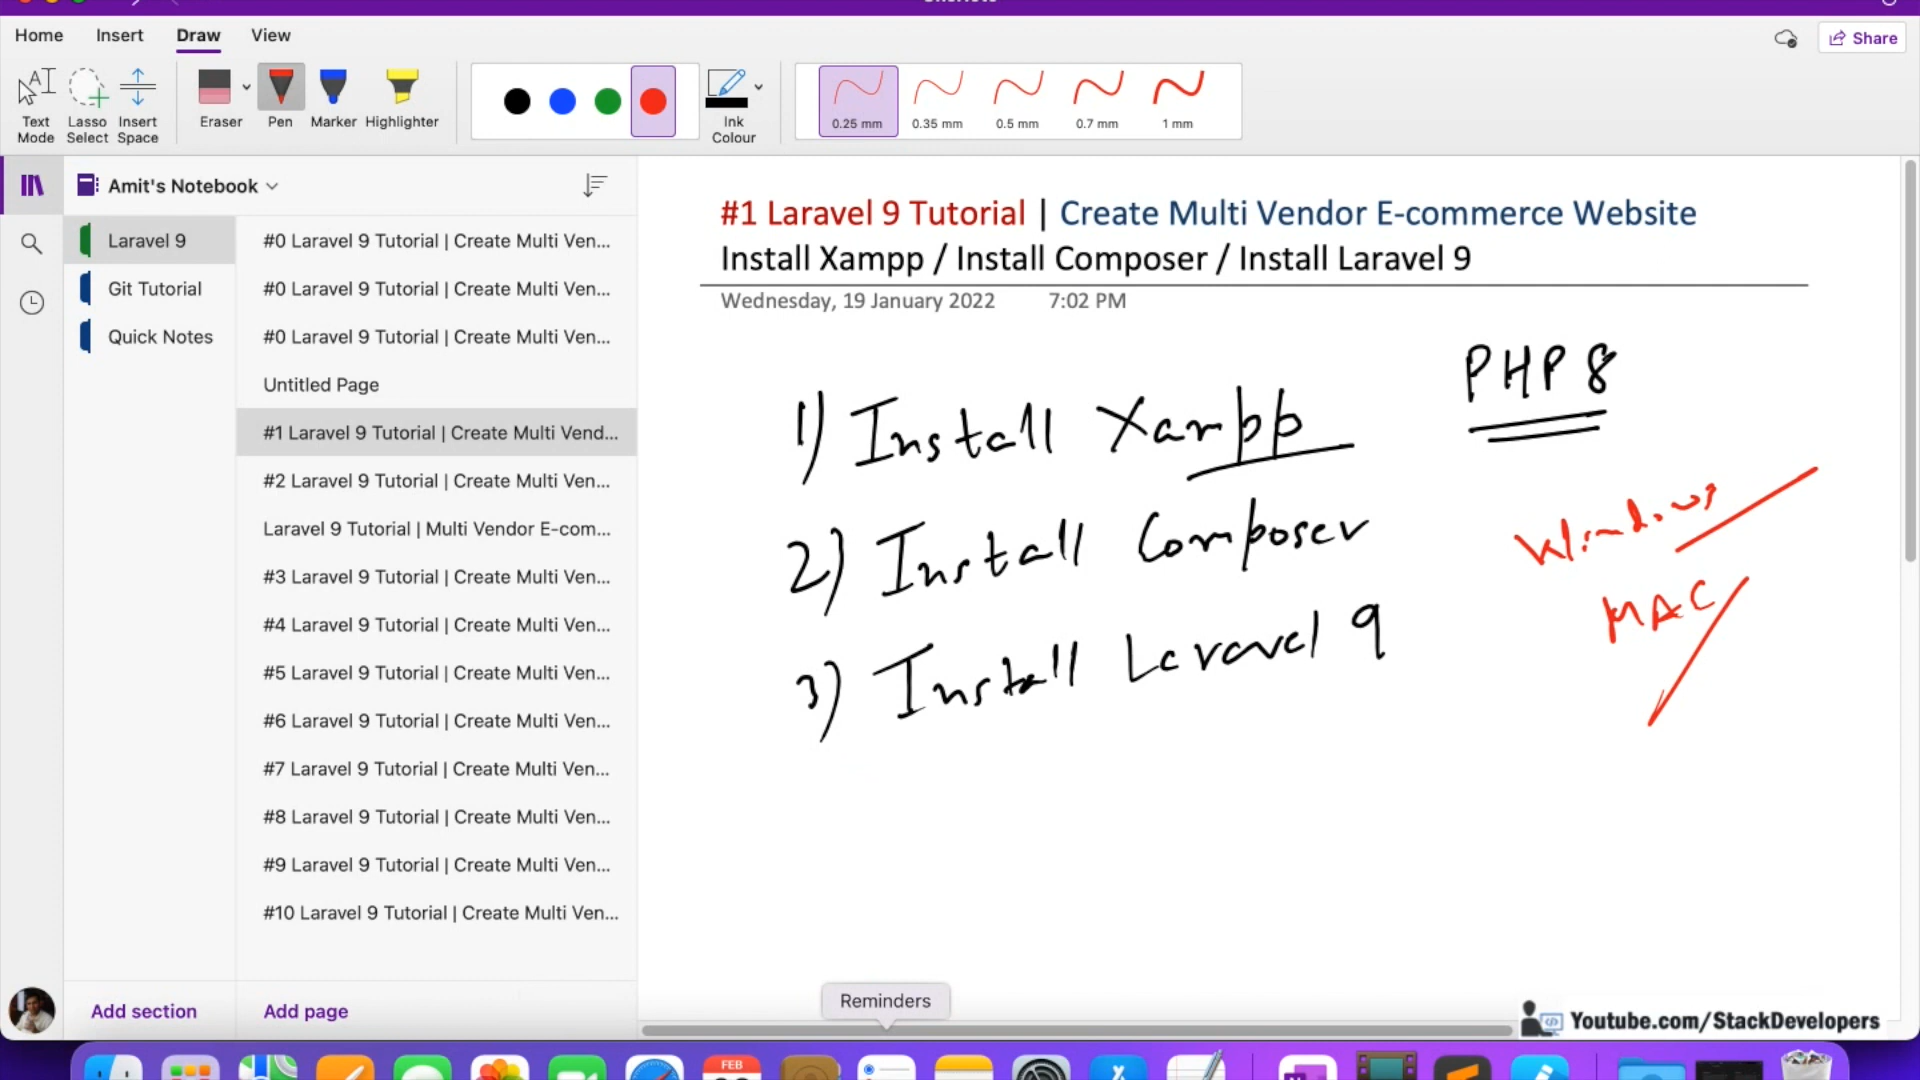 Home Insert Draw View
Share
Text Mode
Lasso Select
Insert Space
Eraser
Pen
Marker
Highlighter
Ink Colour
0.25 mm
0.35 mm
0.5 mm
0.7 mm
1 mm
Amit's Notebook
Laravel 9
Git Tutorial
Quick Notes
#0 Laravel 9 Tutorial | Create Multi Ven...
#0 Laravel 9 Tutorial | Create Multi Ven...
#0 Laravel 9 Tutorial | Create Multi Ven...
Untitled Page
#1 Laravel 9 Tutorial | Create Multi Vend...
#2 Laravel 9 Tutorial | Create Multi Ven...
Laravel 9 Tutorial | Multi Vendor E-com...
#3 Laravel 9 Tutorial | Create Multi Ven...
#4 Laravel 9 Tutorial | Create Multi Ven...
#5 Laravel 9 Tutorial | Create Multi Ven...
#6 Laravel 9 Tutorial | Create Multi Ven...
#7 Laravel 9 Tutorial | Create Multi Ven...
#8 Laravel 9 Tutorial | Create Multi Ven...
#9 Laravel 9 Tutorial | Create Multi Ven...
#10 Laravel 9 Tutorial | Create Multi Ven...
Add section
Add page
#1 Laravel 9 Tutorial | Create Multi Vendor E-commerce Website
Install Xampp / Install Composer / Install Laravel 9
Wednesday, 19 January 2022 7:02 PM
PHP 8
1) Install Xampp
2) Install Composer
3) Install Laravel 9
Windows
MAC
Reminders
Youtube.com/StackDevelopers
FEB